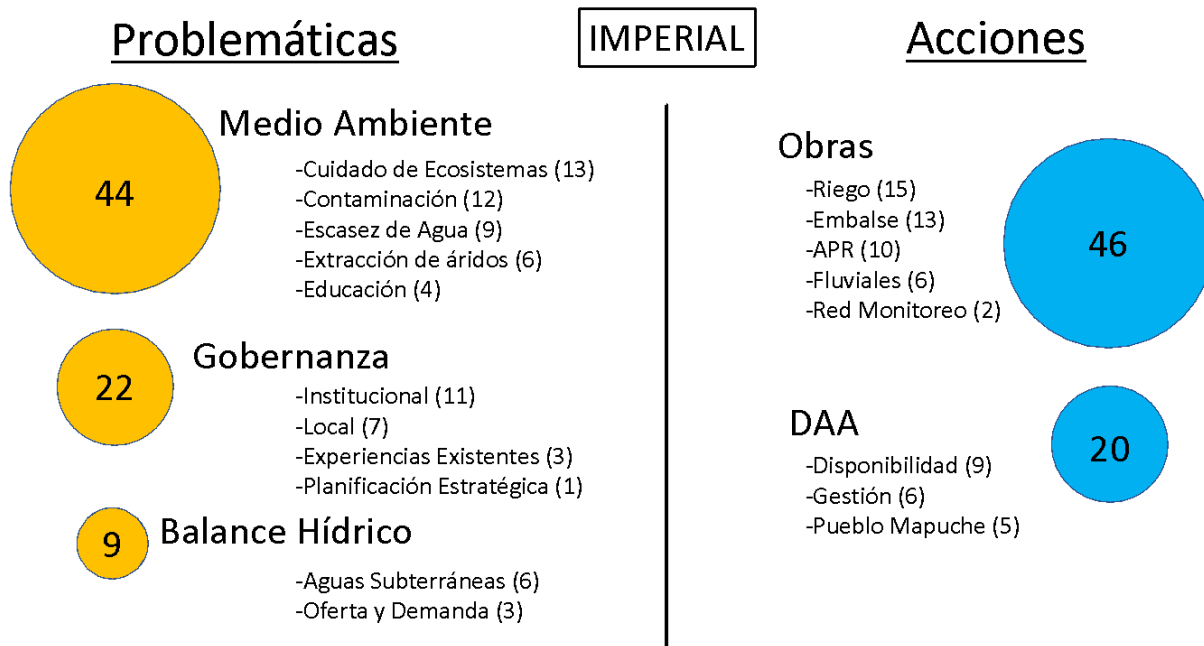 Problemáticas
IMPERIAL
Acciones
44
Medio Ambiente
-Cuidado de Ecosistemas (13)
-Contaminación (12)
-Escasez de Agua (9)
-Extracción de áridos (6)
-Educación (4)
22
Gobernanza
-Institucional (11)
-Local (7)
-Experiencias Existentes (3)
-Planificación Estratégica (1)
9
Balance Hídrico
-Aguas Subterráneas (6)
-Oferta y Demanda (3)
Obras
-Riego (15)
-Embalse (13)
-APR (10)
-Fluviales (6)
-Red Monitoreo (2)
46
DAA
-Disponibilidad (9)
-Gestión (6)
-Pueblo Mapuche (5)
20